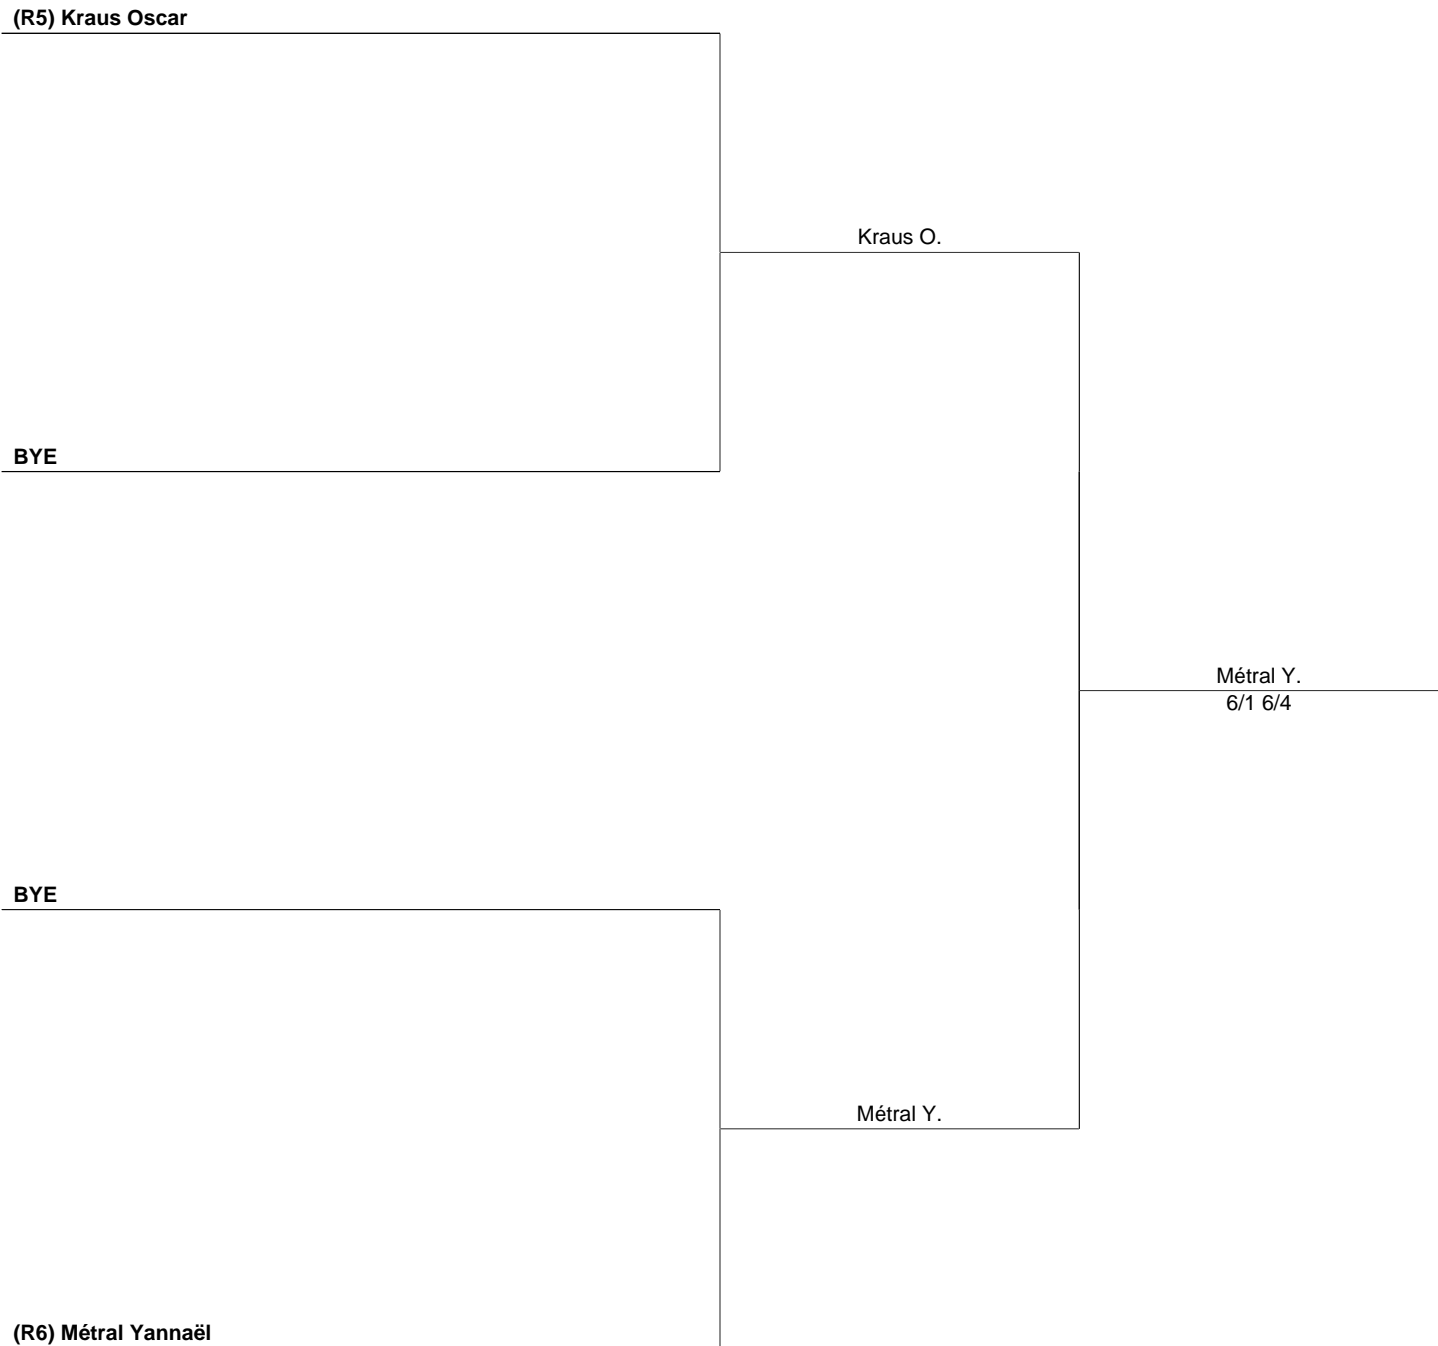 (R5) Kraus Oscar
Kraus O.
BYE
Métral Y.
6/1 6/4
BYE
Métral Y.
(R6) Métral Yannaël